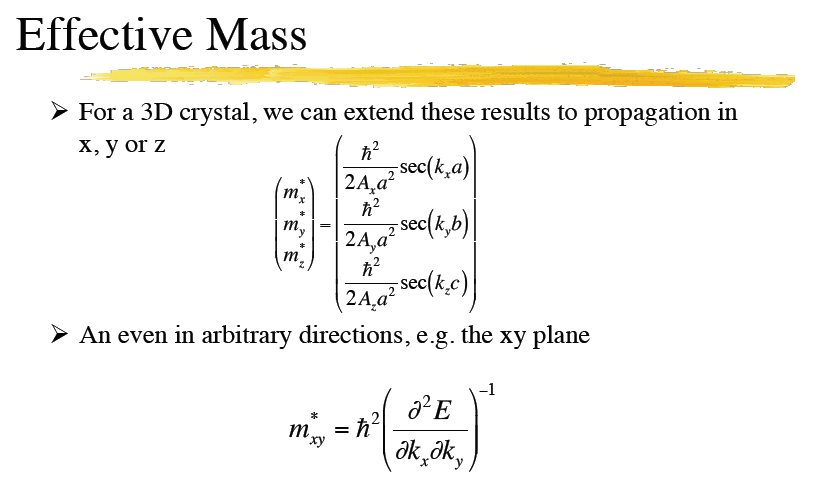 Effective Mass
➢ For a 3D crystal, we can extend these results to propagation in
x, y or z
$\begin{pmatrix} m_x^* \\ m_y^* \\ m_z^* \end{pmatrix} = \begin{pmatrix} \frac{\hbar^2}{2A_x a^2}\sec(k_x a) \\ \frac{\hbar^2}{2A_y a^2}\sec(k_y b) \\ \frac{\hbar^2}{2A_z a^2}\sec(k_z c) \end{pmatrix}$
➢ An even in arbitrary directions, e.g. the xy plane
$m_{xy}^* = \hbar^2 \left( \frac{\partial^2 E}{\partial k_x \partial k_y} \right)^{-1}$